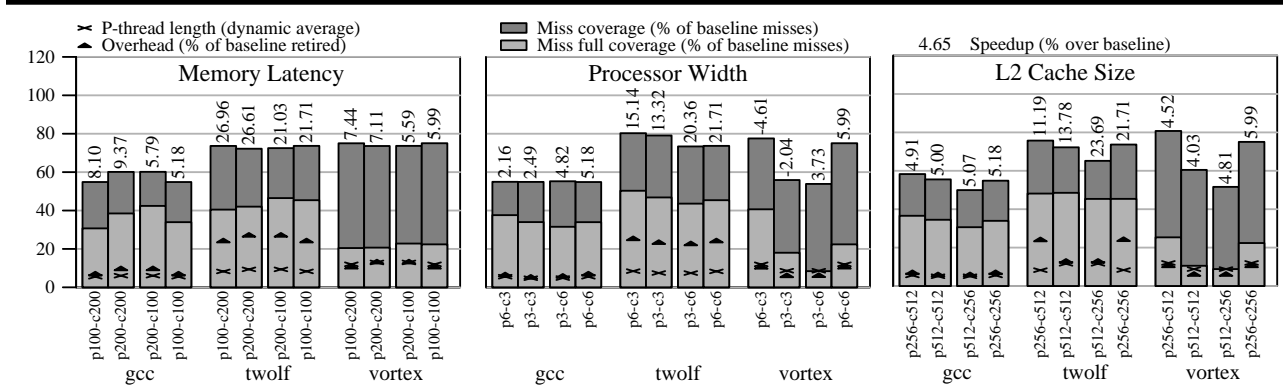 P-thread length (dynamic average)
Overhead (% of baseline retired)
Miss coverage (% of baseline misses)
Miss full coverage (% of baseline misses)
4.65 Speedup (% over baseline)
120
100
80
60
40
20
0
Memory Latency
8.10
9.37
5.79
5.18
26.96
26.61
21.03
21.71
7.44
7.11
5.59
5.99
p100-c200
p200-c200
p200-c100
p100-c100
p100-c200
p200-c200
p200-c100
p100-c100
p100-c200
p200-c200
p200-c100
p100-c100
gcc
twolf
vortex
Processor Width
2.16
2.49
4.82
5.18
15.14
13.32
20.36
21.71
-4.61
-2.04
3.73
5.99
p6-c3
p3-c3
p3-c6
p6-c6
p6-c3
p3-c3
p3-c6
p6-c6
p6-c3
p3-c3
p3-c6
p6-c6
gcc
twolf
vortex
L2 Cache Size
4.91
5.00
5.07
5.18
11.19
13.78
23.69
21.71
4.52
4.03
4.81
5.99
p256-c512
p512-c512
p512-c256
p256-c256
p256-c512
p512-c512
p512-c256
p256-c256
p256-c512
p512-c512
p512-c256
p256-c256
gcc
twolf
vortex